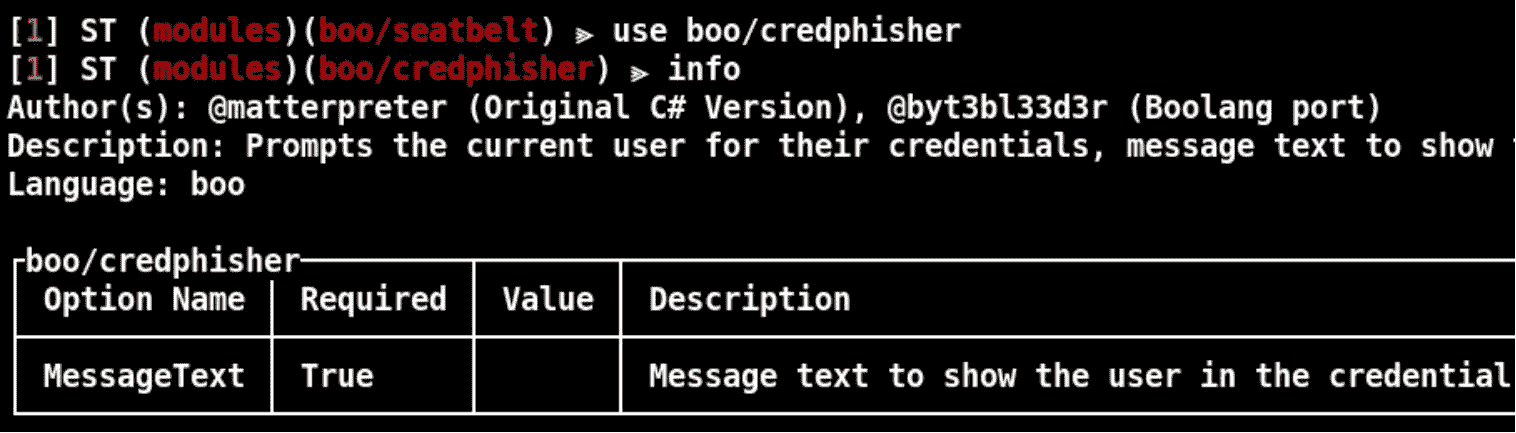 [1] ST (modules)(boo/seatbelt) ⪢ use boo/credphisher
[1] ST (modules)(boo/credphisher) ⪢ info
Author(s): @matterpreter (Original C# Version), @byt3bl33d3r (Boolang port)
Description: Prompts the current user for their credentials, message text to show
Language: boo
boo/credphisher
Option Name Required Value Description
MessageText True Message text to show the user in the credential